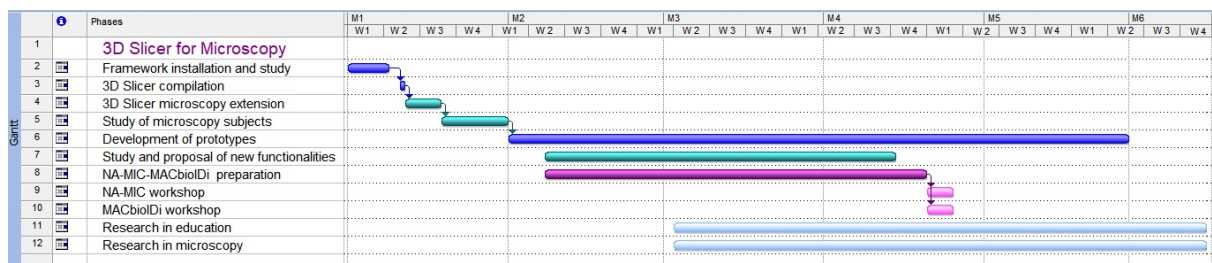 Phases M1 M2 M3 M4 M5 M6
W1 W2 W3 W4 W1 W2 W3 W4 W1 W2 W3 W4 W1 W2 W3 W4 W1 W2 W3 W4 W1 W2 W3 W4
Gantt
1 3D Slicer for Microscopy
2 Framework installation and study
3 3D Slicer compilation
4 3D Slicer microscopy extension
5 Study of microscopy subjects
6 Development of prototypes
7 Study and proposal of new functionalities
8 NA-MIC-MACbioIDi preparation
9 NA-MIC workshop
10 MACbioIDi workshop
11 Research in education
12 Research in microscopy